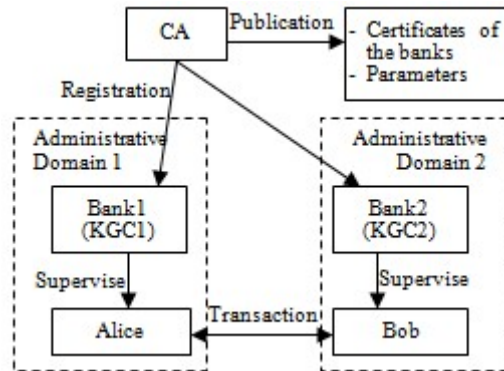 CA
Publication
- Certificates of
the banks
- Parameters
Registration
Administrative
Domain 1
Administrative
Domain 2
Bank1
(KGC1)
Bank2
(KGC2)
Supervise
Supervise
Alice
Transaction
Bob